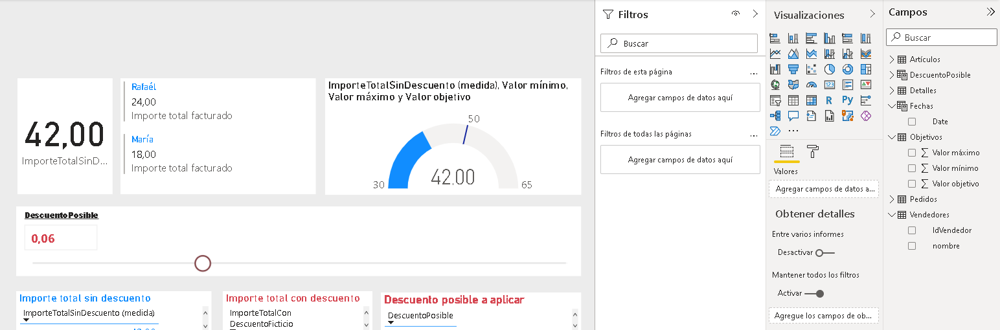 42,00
ImporteTotalSinD...
Rafaél
24,00
Importe total facturado
María
18,00
Importe total facturado
ImporteTotalSinDescuento (medida), Valor mínimo,
Valor máximo y Valor objetivo
50
42,00
30
65
DescuentoPosible
0,06
Importe total sin descuento
ImporteTotalSinDescuento (medida)
Importe total con descuento
ImporteTotalCon
DescuentoFicticio
Descuento posible a aplicar
DescuentoPosible
Filtros
Buscar
Filtros de esta página
...
Agregar campos de datos aquí
Filtros de todas las páginas
...
Agregar campos de datos aquí
Visualizaciones
123
R
Py
...
Valores
Agregar campos de datos a...
Obtener detalles
Entre varios informes
Desactivar
Mantener todos los filtros
Activar
Agregue los campos de ob...
Campos
Buscar
Artículos
DescuentoPosible
Detalles
Fechas
Date
Objetivos
∑ Valor máximo
∑ Valor mínimo
∑ Valor objetivo
Pedidos
Vendedores
IdVendedor
nombre